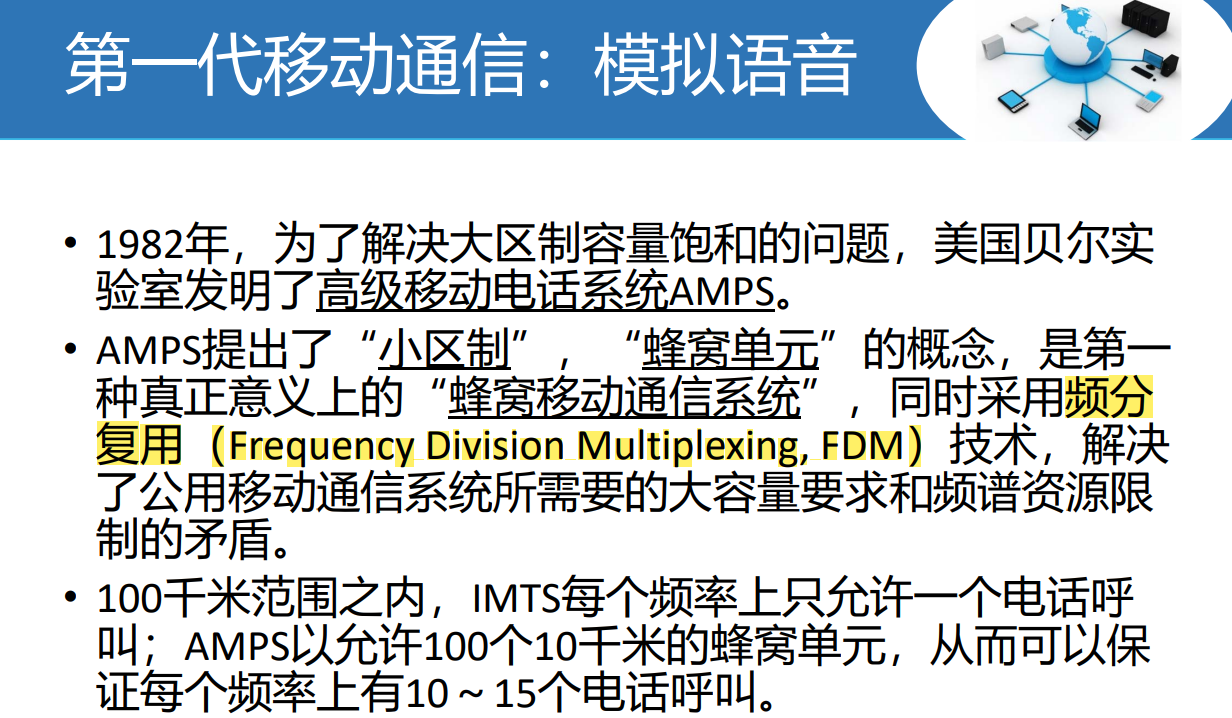 第一代移动通信：模拟语音
• 1982年，为了解决大区制容量饱和的问题，美国贝尔实
验室发明了高级移动电话系统AMPS。
• AMPS提出了“小区制”，“蜂窝单元”的概念，是第一
种真正意义上的“蜂窝移动通信系统”，同时采用频分
复用（Frequency Division Multiplexing, FDM）技术，解决
了公用移动通信系统所需要的大容量要求和频谱资源限
制的矛盾。
• 100千米范围之内，IMTS每个频率上只允许一个电话呼
叫；AMPS以允许100个10千米的蜂窝单元，从而可以保
证每个频率上有10～15个电话呼叫。